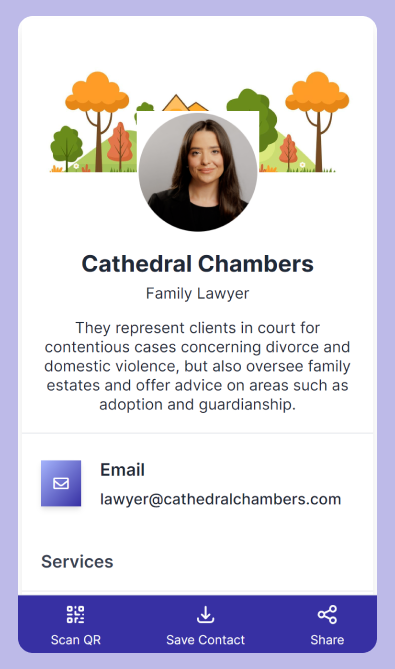 Cathedral Chambers
Family Lawyer
They represent clients in court for
contentious cases concerning divorce and
domestic violence, but also oversee family
estates and offer advice on areas such as
adoption and guardianship.
Email
lawyer@cathedralchambers.com
Services
Scan QR
Save Contact
Share